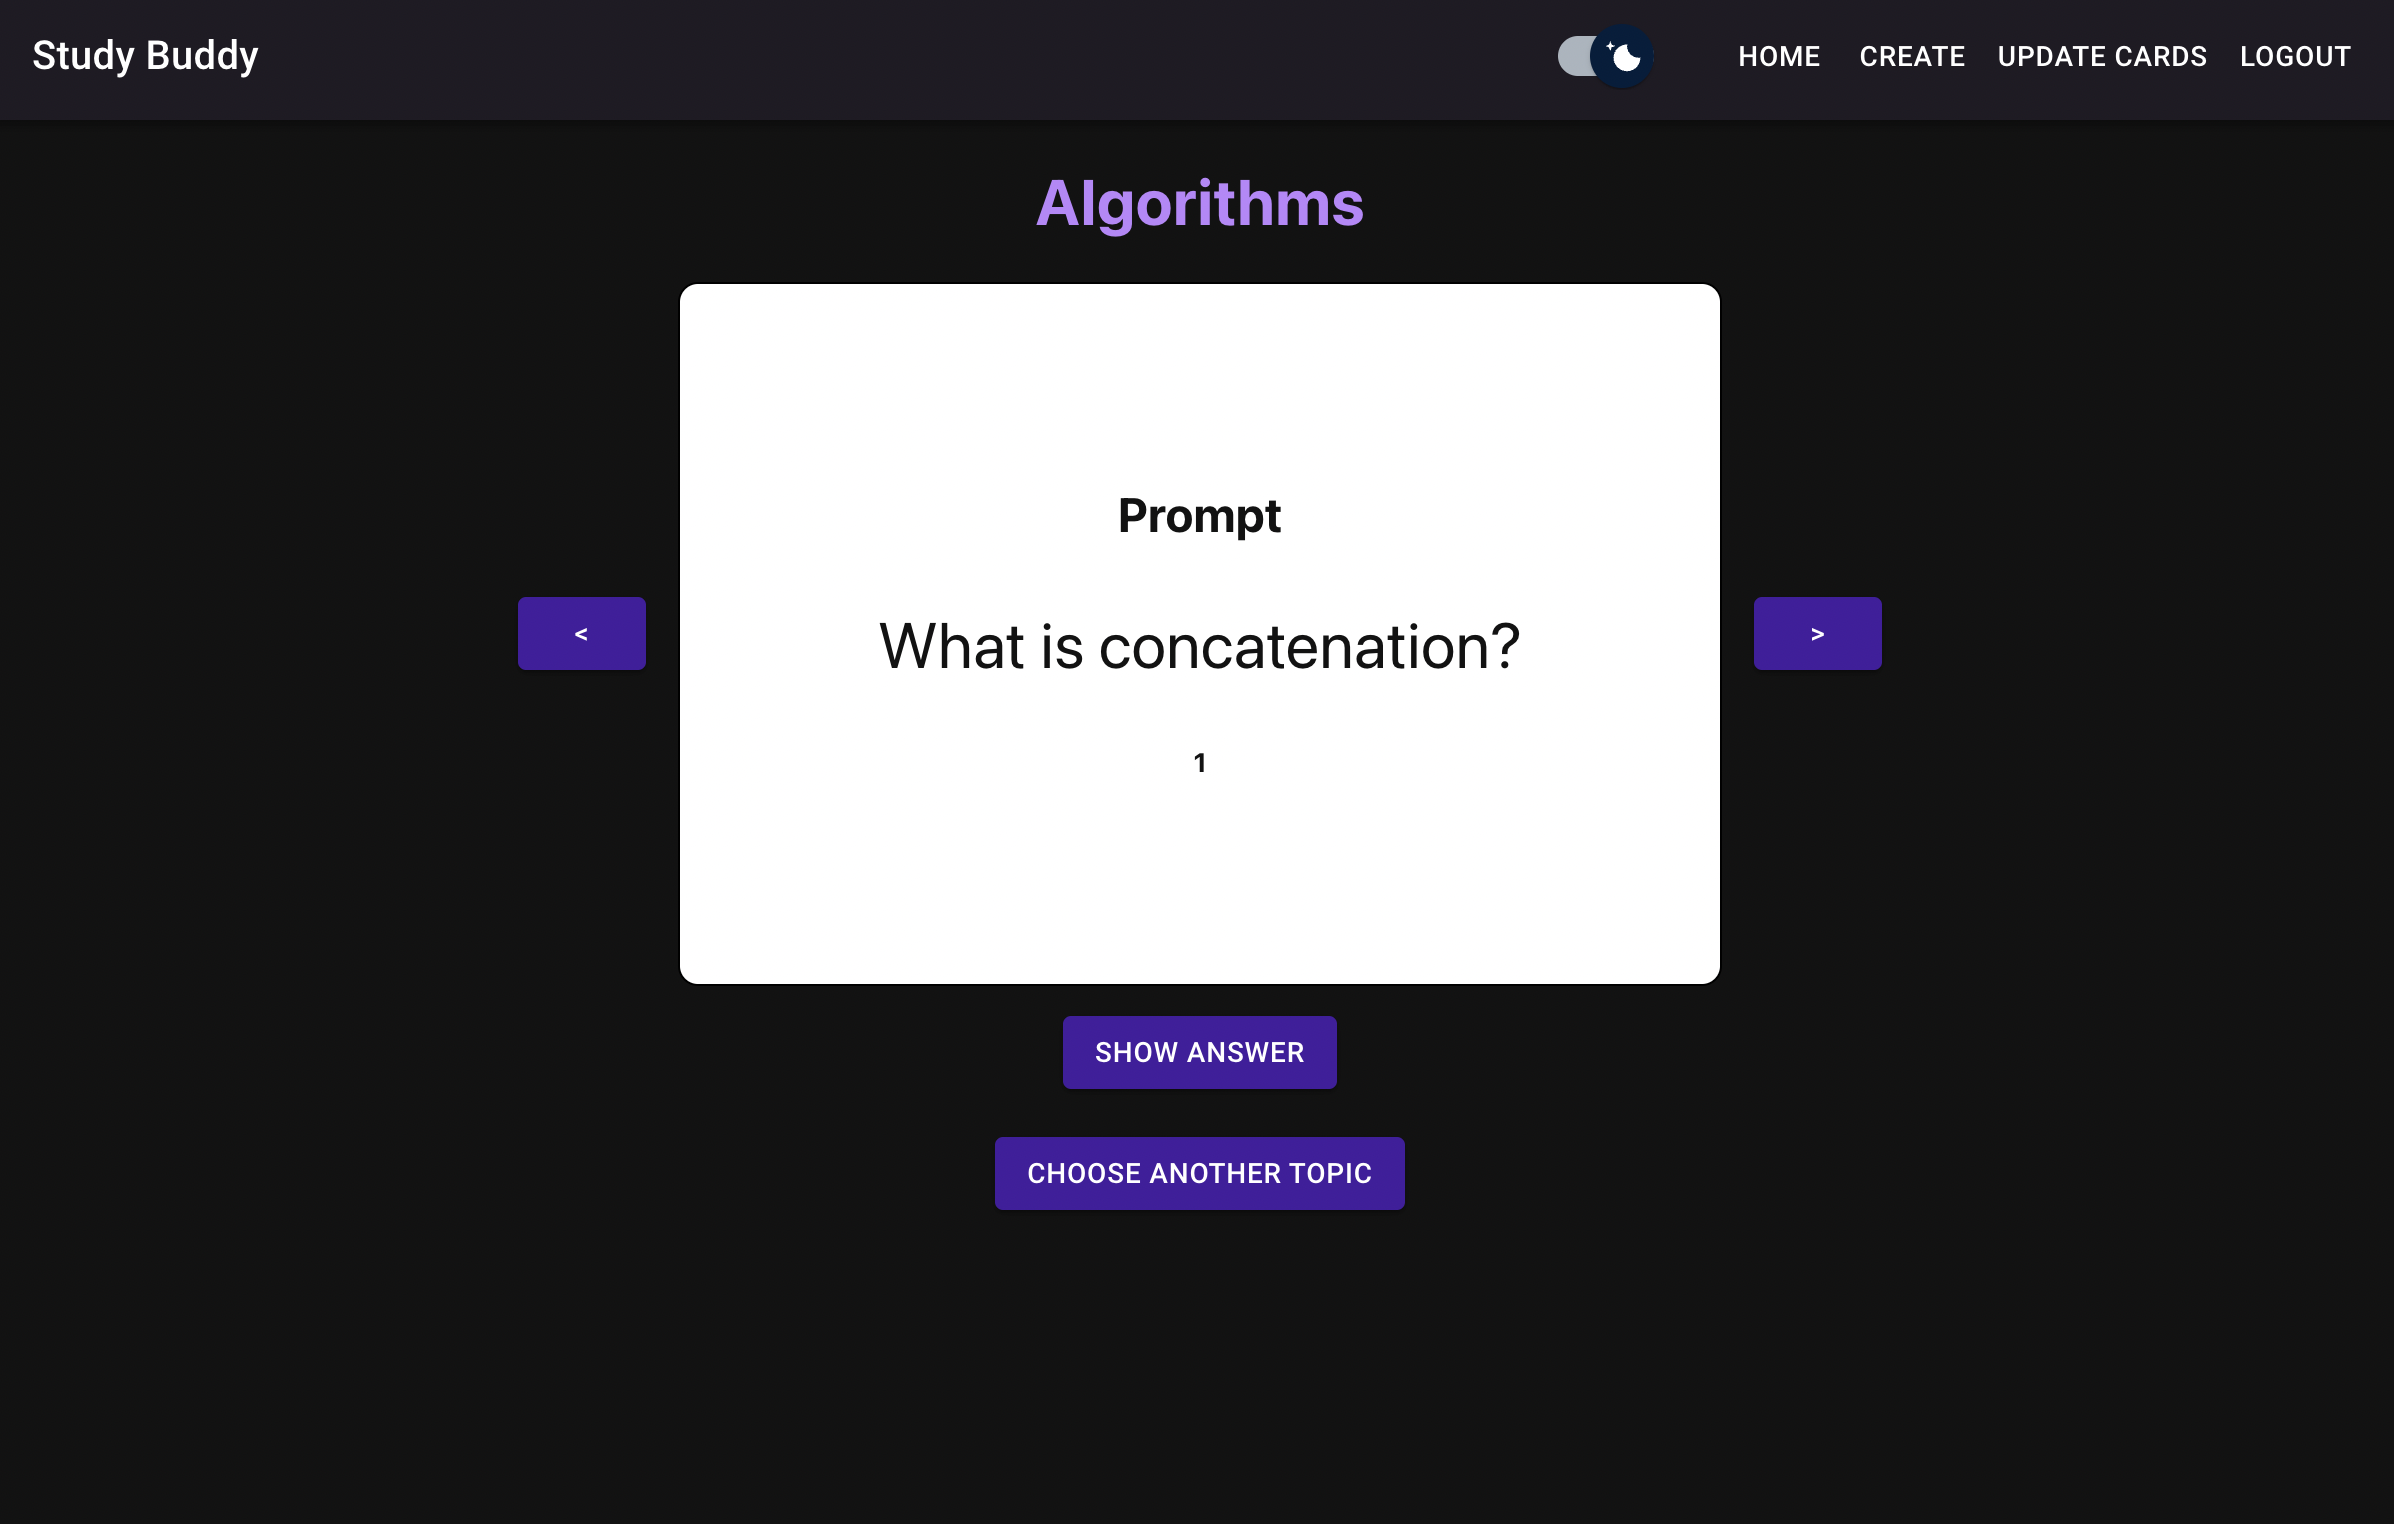 Study Buddy
HOME CREATE UPDATE CARDS LOGOUT
Algorithms
Prompt
What is concatenation?
<
>
1
SHOW ANSWER
CHOOSE ANOTHER TOPIC